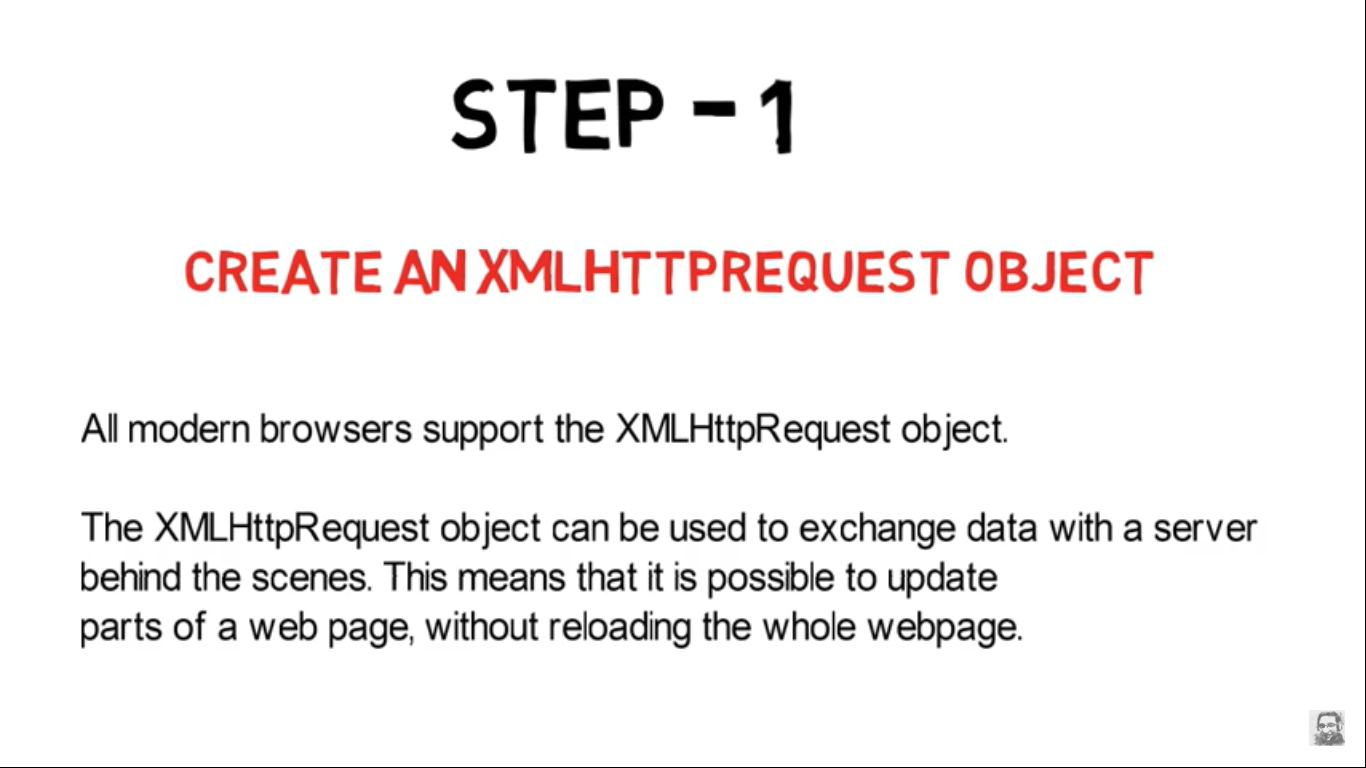 STEP - 1
CREATE AN XMLHTTPREQUEST OBJECT
All modern browsers support the XMLHttpRequest object.
The XMLHttpRequest object can be used to exchange data with a server
behind the scenes. This means that it is possible to update
parts of a web page, without reloading the whole webpage.